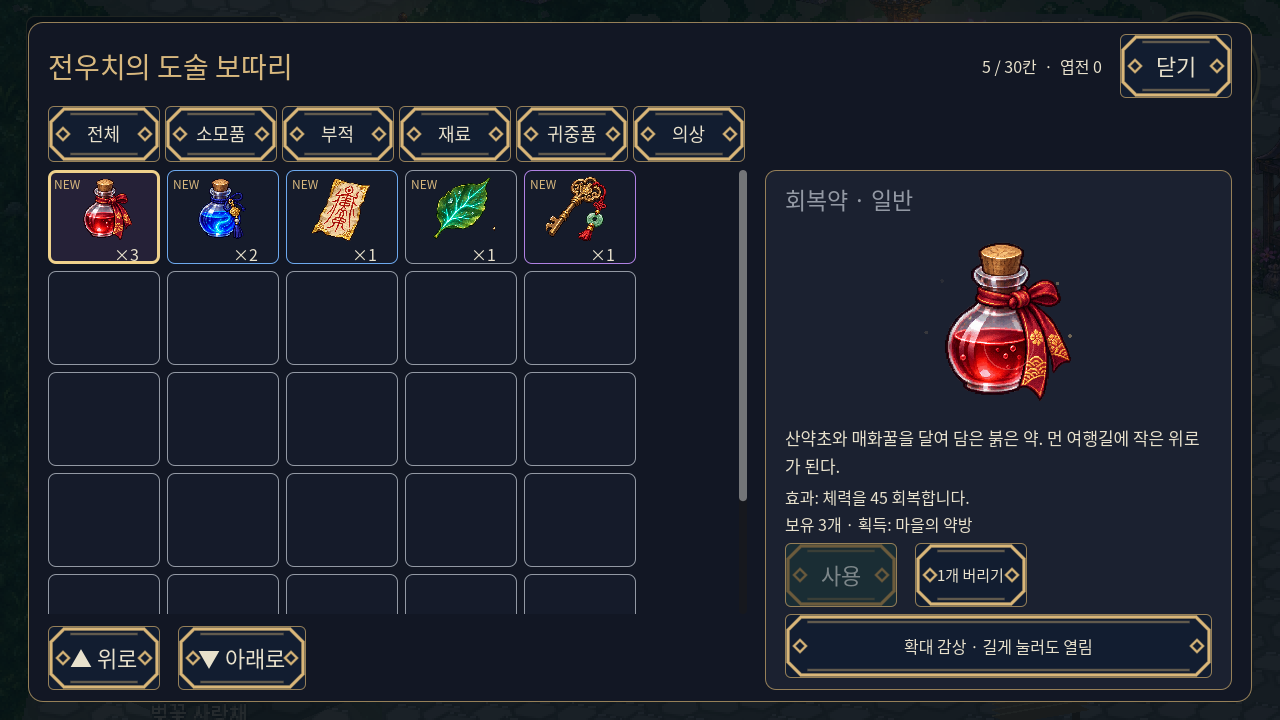 전우치의 도술 보따리
5 / 30칸 · 엽전 0
닫기
전체
소모품
부적
재료
귀중품
의상
NEW
×3
NEW
×2
NEW
×1
NEW
×1
NEW
×1
회복약 · 일반
산약초와 매화꿀을 달여 담은 붉은 약. 먼 여행길에 작은 위로
가 된다.
효과: 체력을 45 회복합니다.
보유 3개 · 획득: 마을의 약방
사용
1개 버리기
확대 감상 · 길게 눌러도 열림
▲ 위로
▼ 아래로